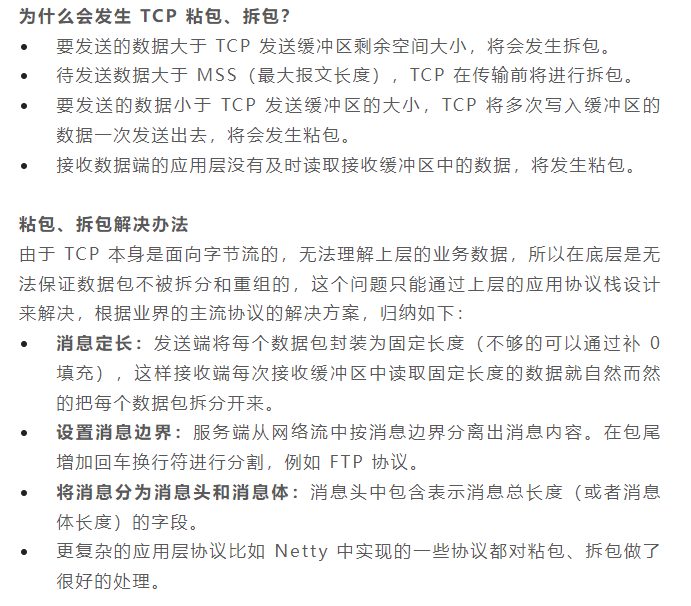 为什么会发生 TCP 粘包、拆包？
• 要发送的数据大于 TCP 发送缓冲区剩余空间大小，将会发生拆包。
• 待发送数据大于 MSS（最大报文长度），TCP 在传输前将进行拆包。
• 要发送的数据小于 TCP 发送缓冲区的大小，TCP 将多次写入缓冲区的
数据一次发送出去，将会发生粘包。
• 接收数据端的应用层没有及时读取接收缓冲区中的数据，将发生粘包。
粘包、拆包解决办法
由于 TCP 本身是面向字节流的，无法理解上层的业务数据，所以在底层是无
法保证数据包不被拆分和重组的，这个问题只能通过上层的应用协议栈设计
来解决，根据业界的主流协议的解决方案，归纳如下：
• 消息定长：发送端将每个数据包封装为固定长度（不够的可以通过补 0
填充），这样接收端每次接收缓冲区中读取固定长度的数据就自然而然
的把每个数据包拆分开来。
• 设置消息边界：服务端从网络流中按消息边界分离出消息内容。在包尾
增加回车换行符进行分割，例如 FTP 协议。
• 将消息分为消息头和消息体：消息头中包含表示消息总长度（或者消息
体长度）的字段。
• 更复杂的应用层协议比如 Netty 中实现的一些协议都对粘包、拆包做了
很好的处理。